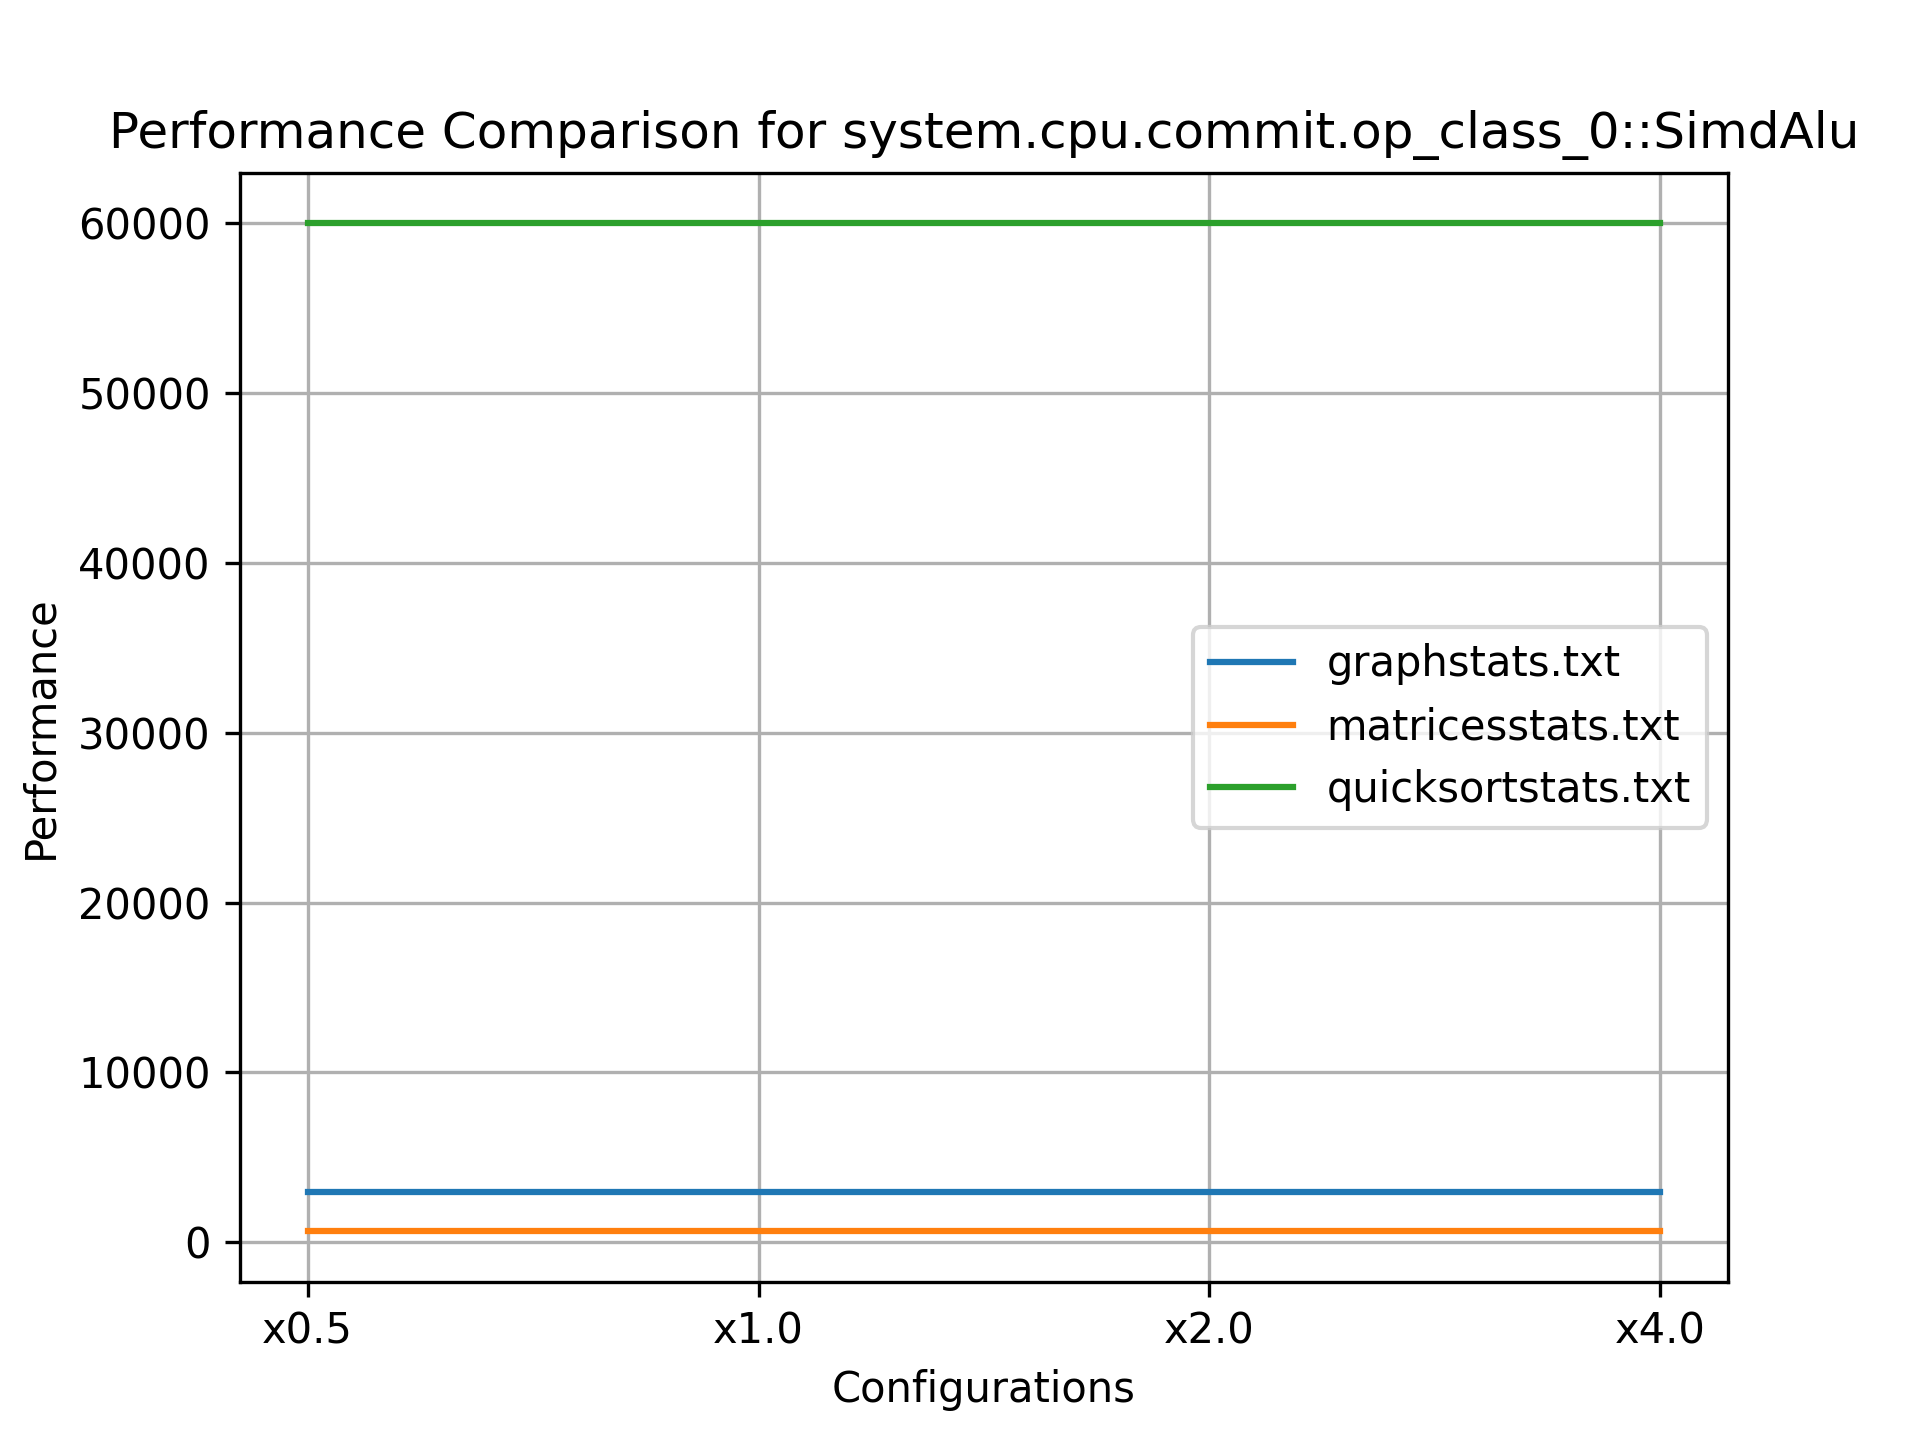 Performance Comparison for system.cpu.commit.op_class_0::SimdAlu
60000
50000
40000
30000
20000
10000
0
Performance
graphstats.txt
matricesstats.txt
quicksortstats.txt
x0.5 x1.0 x2.0 x4.0
Configurations